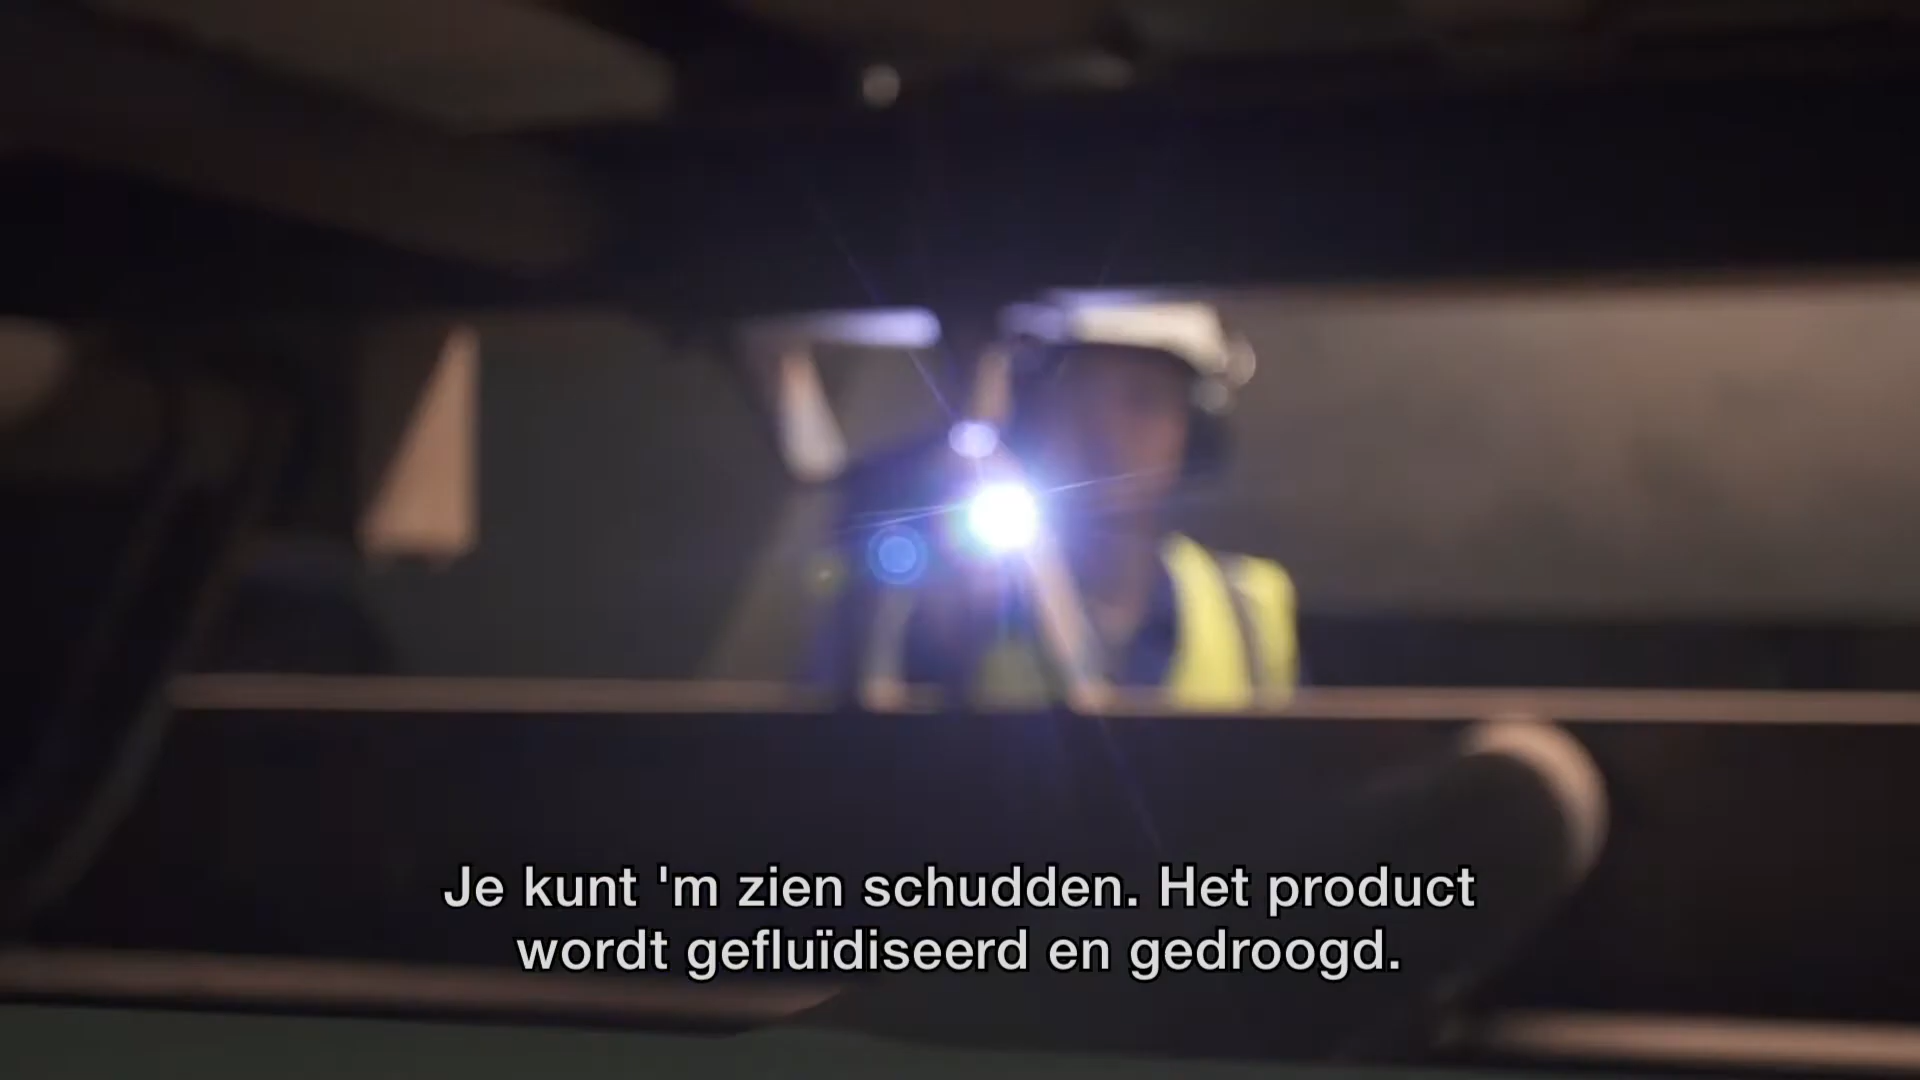 Je kunt 'm zien schudden. Het product
wordt gefluïdiseerd en gedroogd.